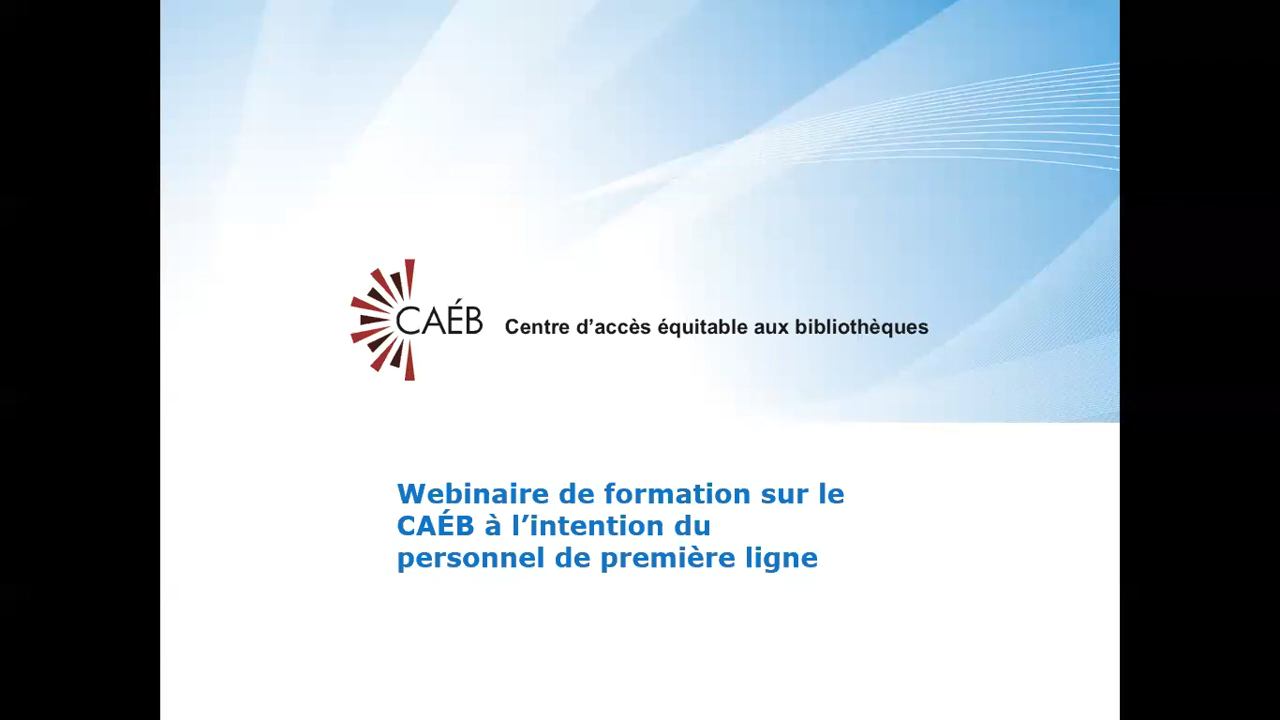 CAÉB Centre d’accès équitable aux bibliothèques
Webinaire de formation sur le
CAÉB à l’intention du
personnel de première ligne